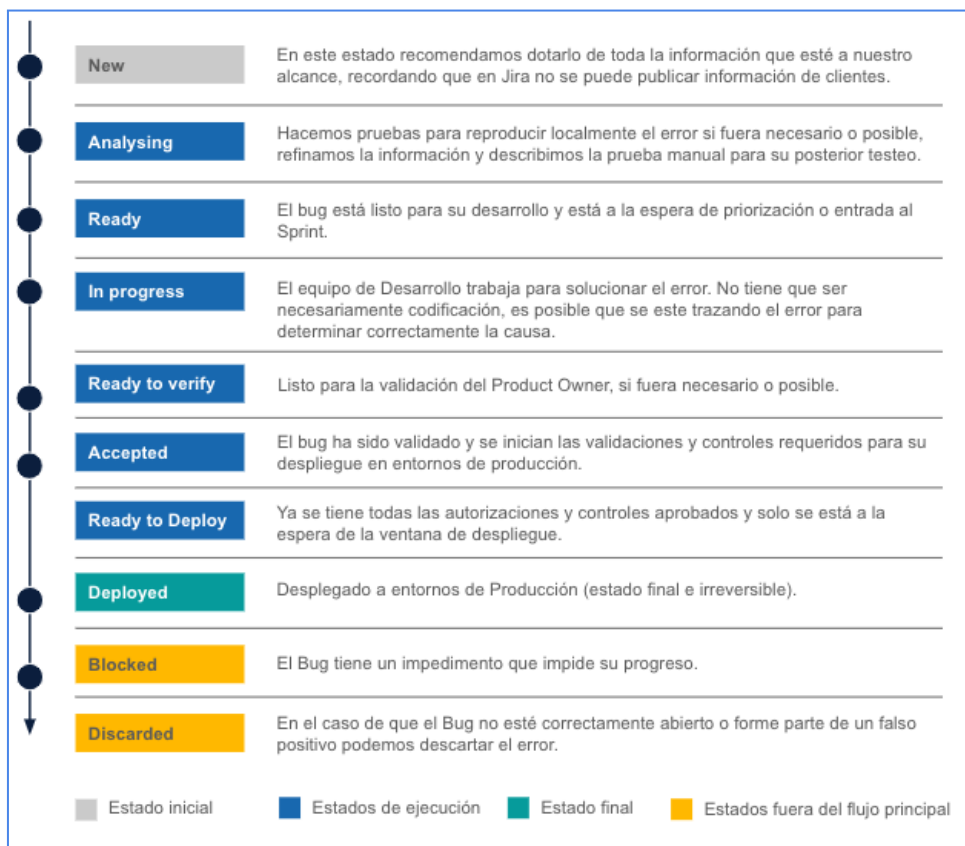 New
En este estado recomendamos dotarlo de toda la información que esté a nuestro
alcance, recordando que en Jira no se puede publicar información de clientes.
Analysing
Hacemos pruebas para reproducir localmente el error si fuera necesario o posible,
refinamos la información y describimos la prueba manual para su posterior testeo.
Ready
El bug está listo para su desarrollo y está a la espera de priorización o entrada al
Sprint.
In progress
El equipo de Desarrollo trabaja para solucionar el error. No tiene que ser
necesariamente codificación, es posible que se este trazando el error para
determinar correctamente la causa.
Ready to verify
Listo para la validación del Product Owner, si fuera necesario o posible.
Accepted
El bug ha sido validado y se inician las validaciones y controles requeridos para su
despliegue en entornos de producción.
Ready to Deploy
Ya se tiene todas las autorizaciones y controles aprobados y solo se está a la
espera de la ventana de despliegue.
Deployed
Desplegado a entornos de Producción (estado final e irreversible).
Blocked
El Bug tiene un impedimento que impide su progreso.
Discarded
En el caso de que el Bug no esté correctamente abierto o forme parte de un falso
positivo podemos descartar el error.
Estado inicial
Estados de ejecución
Estado final
Estados fuera del flujo principal